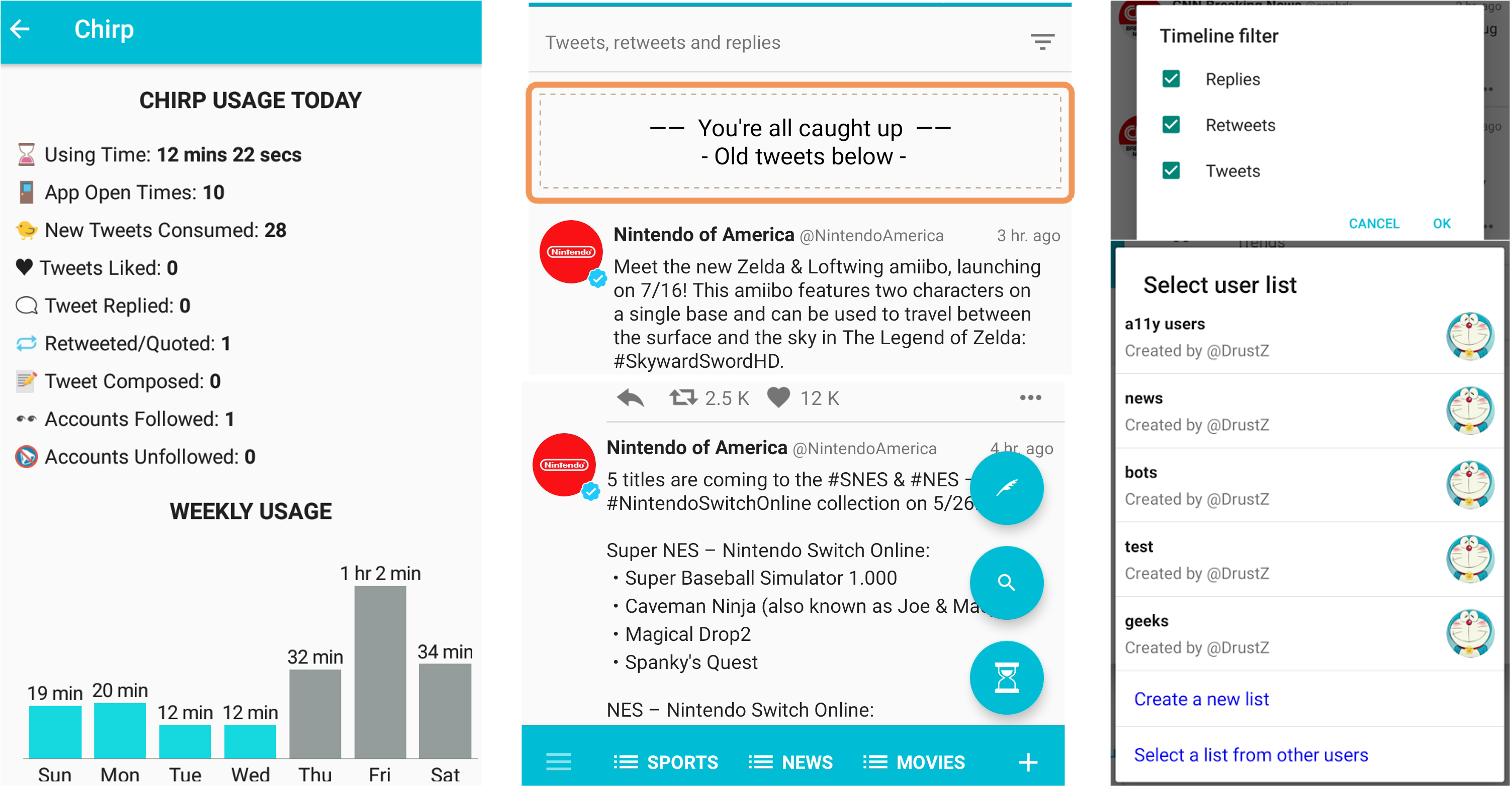 Chirp
CHIRP USAGE TODAY
Using Time: 12 mins 22 secs
App Open Times: 10
New Tweets Consumed: 28
Tweets Liked: 0
Tweet Replied: 0
Retweeted/Quoted: 1
Tweet Composed: 0
Accounts Followed: 1
Accounts Unfollowed: 0
WEEKLY USAGE
19 min
20 min
12 min
12 min
32 min
1 hr 2 min
34 min
Sun Mon Tue Wed Thu Fri Sat
Tweets, retweets and replies
—— You're all caught up ——
- Old tweets below -
Nintendo
Nintendo of America @NintendoAmerica 3 hr. ago
Meet the new Zelda & Loftwing amiibo, launching
on 7/16! This amiibo features two characters on
a single base and can be used to travel between
the surface and the sky in The Legend of Zelda:
#SkywardSwordHD.
2.5 K 12 K
Nintendo
Nintendo of America @NintendoAmerica 4 hr. ago
5 titles are coming to the #SNES & #NES –
#NintendoSwitchOnline collection on 5/26
Super NES – Nintendo Switch Online:
• Super Baseball Simulator 1.000
• Caveman Ninja (also known as Joe &
• Magical Drop2
• Spanky's Quest
NES – Nintendo Switch Online:
SPORTS NEWS MOVIES
Timeline filter
Replies
Retweets
Tweets
CANCEL OK
Select user list
a11y users
Created by @DrustZ
news
Created by @DrustZ
bots
Created by @DrustZ
test
Created by @DrustZ
geeks
Created by @DrustZ
Create a new list
Select a list from other users